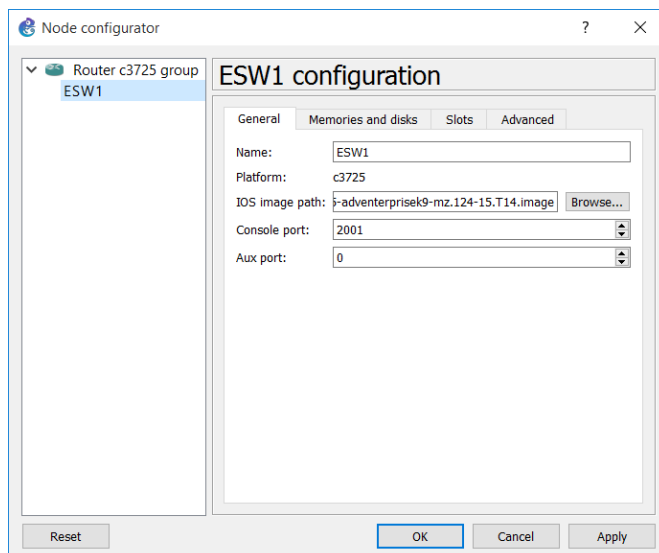 Node configurator
Router c3725 group
ESW1
ESW1 configuration
General Memories and disks Slots Advanced
Name: ESW1
Platform: c3725
IOS image path: -adventerprisek9-mz.124-15.T14.image Browse...
Console port: 2001
Aux port: 0
Reset OK Cancel Apply